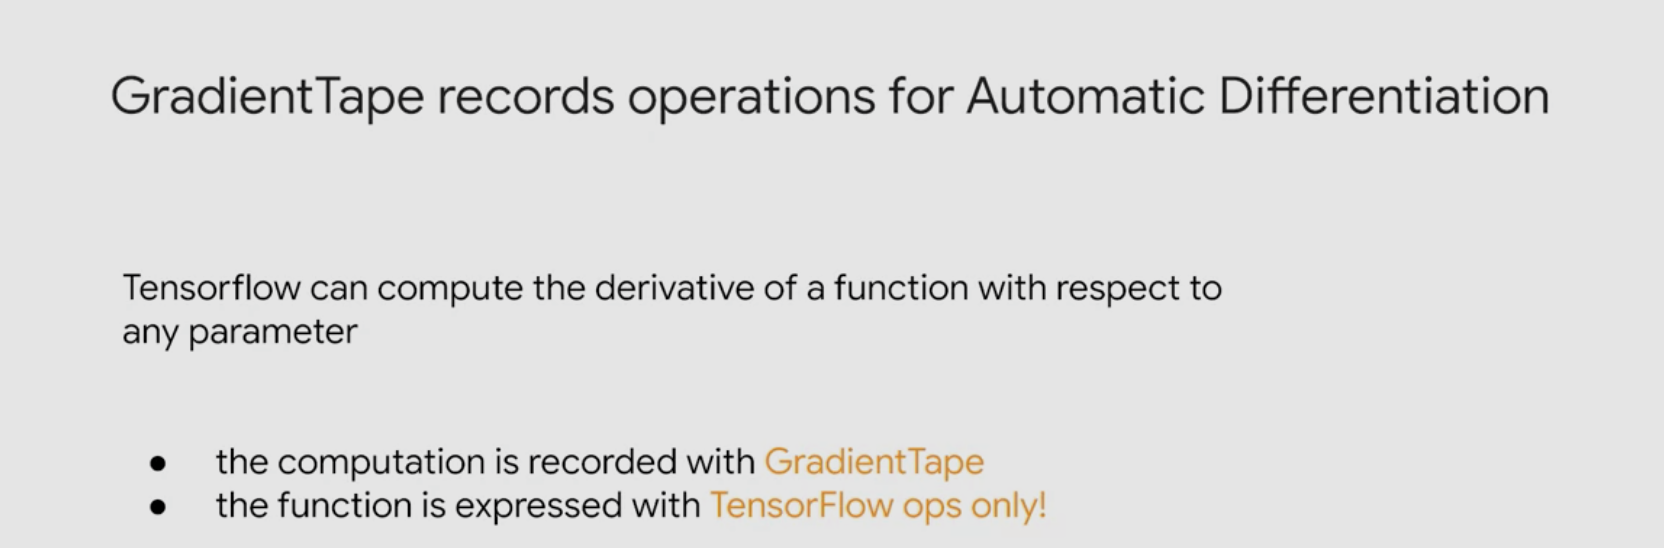 GradientTape records operations for Automatic Differentiation
Tensorflow can compute the derivative of a function with respect to
any parameter
● the computation is recorded with GradientTape
● the function is expressed with TensorFlow ops only!